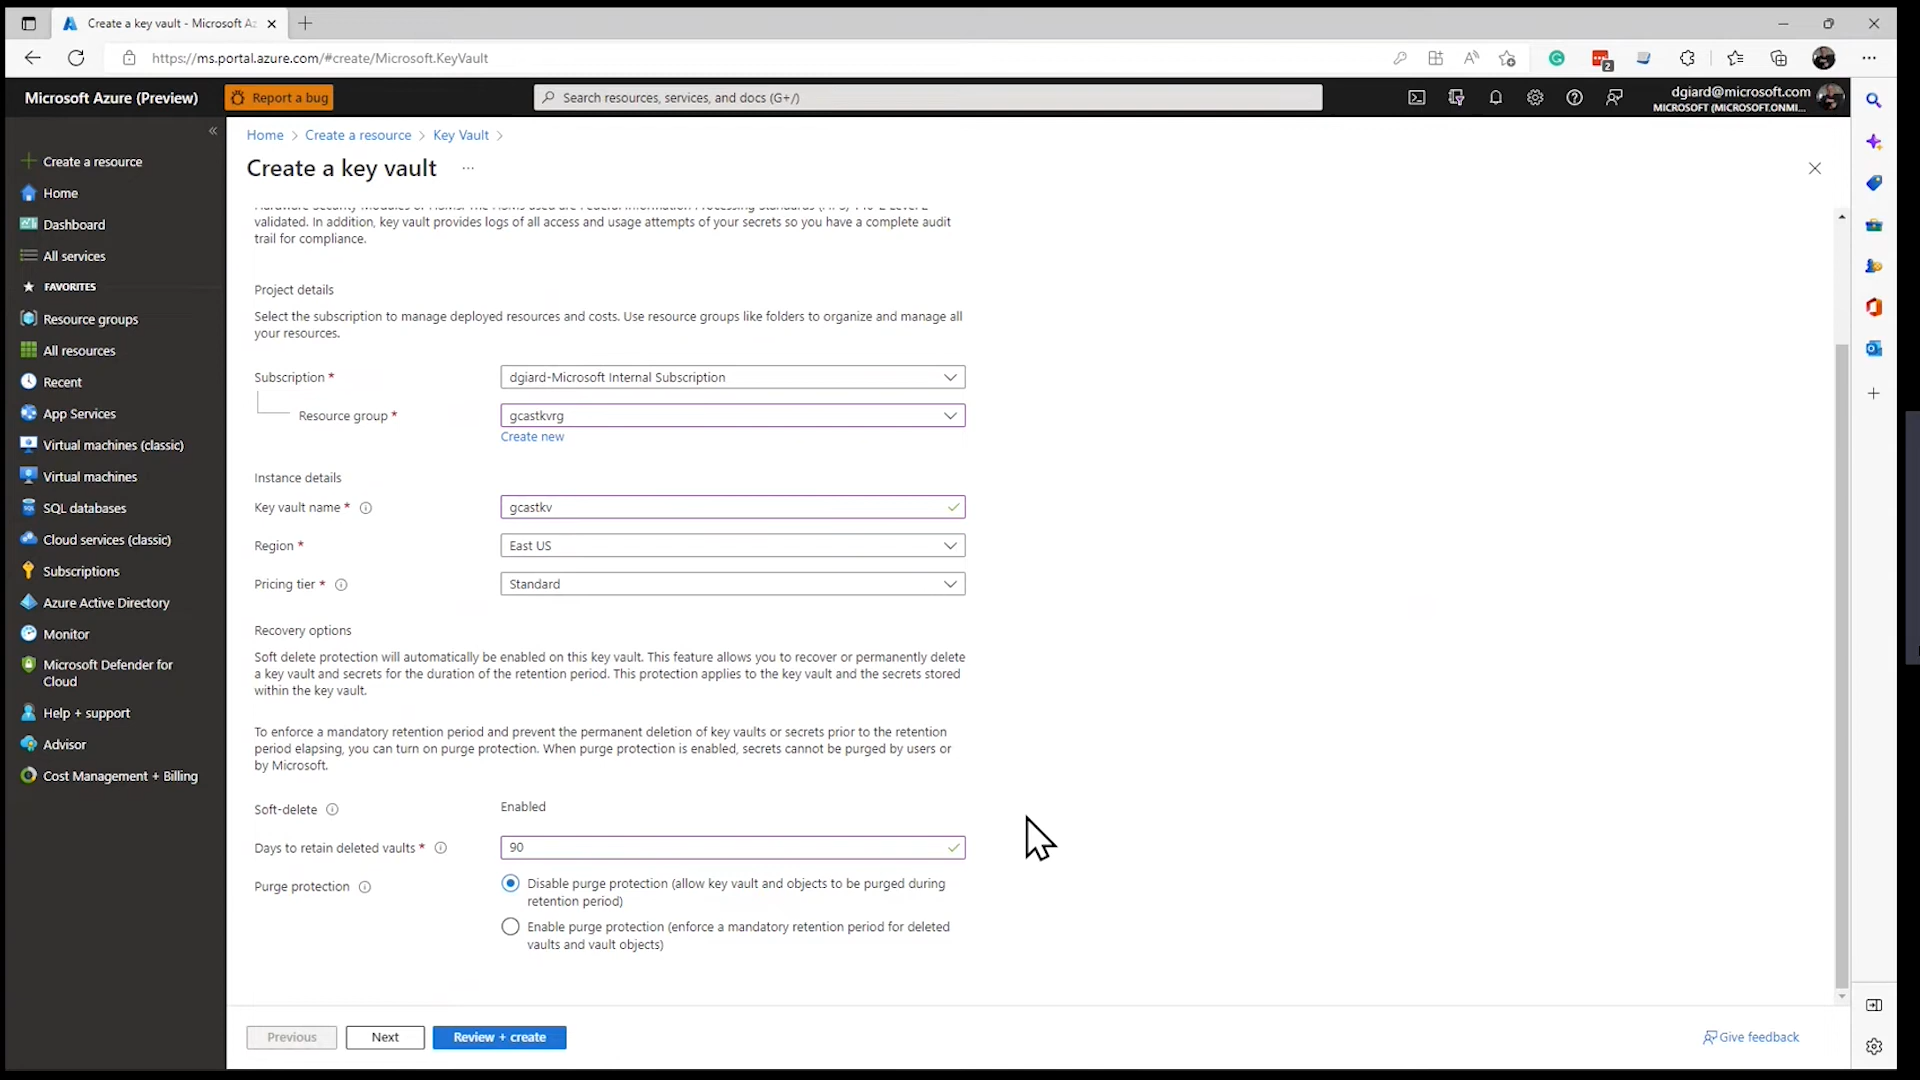 Create a key vault - Microsoft Az
https://ms.portal.azure.com/#create/Microsoft.KeyVault
2
Microsoft Azure (Preview)
Report a bug
Search resources, services, and docs (G+/)
dgiard@microsoft.com
MICROSOFT (MICROSOFT.ONMI...
Create a resource
Home
Dashboard
All services
FAVORITES
Resource groups
All resources
Recent
App Services
Virtual machines (classic)
Virtual machines
SQL databases
Cloud services (classic)
Subscriptions
Azure Active Directory
Monitor
Microsoft Defender for
Cloud
Help + support
Advisor
Cost Management + Billing
Home > Create a resource > Key Vault >
Create a key vault ...
validated. In addition, key vault provides logs of all access and usage attempts of your secrets so you have a complete audit
trail for compliance.
Project details
Select the subscription to manage deployed resources and costs. Use resource groups like folders to organize and manage all
your resources.
Subscription *
dgiard-Microsoft Internal Subscription
Resource group *
gcastkvrg
Create new
Instance details
Key vault name *
gcastkv
Region *
East US
Pricing tier *
Standard
Recovery options
Soft delete protection will automatically be enabled on this key vault. This feature allows you to recover or permanently delete
a key vault and secrets for the duration of the retention period. This protection applies to the key vault and the secrets stored
within the key vault.
To enforce a mandatory retention period and prevent the permanent deletion of key vaults or secrets prior to the retention
period elapsing, you can turn on purge protection. When purge protection is enabled, secrets cannot be purged by users or
by Microsoft.
Soft-delete
Enabled
Days to retain deleted vaults *
90
Purge protection
Disable purge protection (allow key vault and objects to be purged during
retention period)
Enable purge protection (enforce a mandatory retention period for deleted
vaults and vault objects)
Previous
Next
Review + create
Give feedback